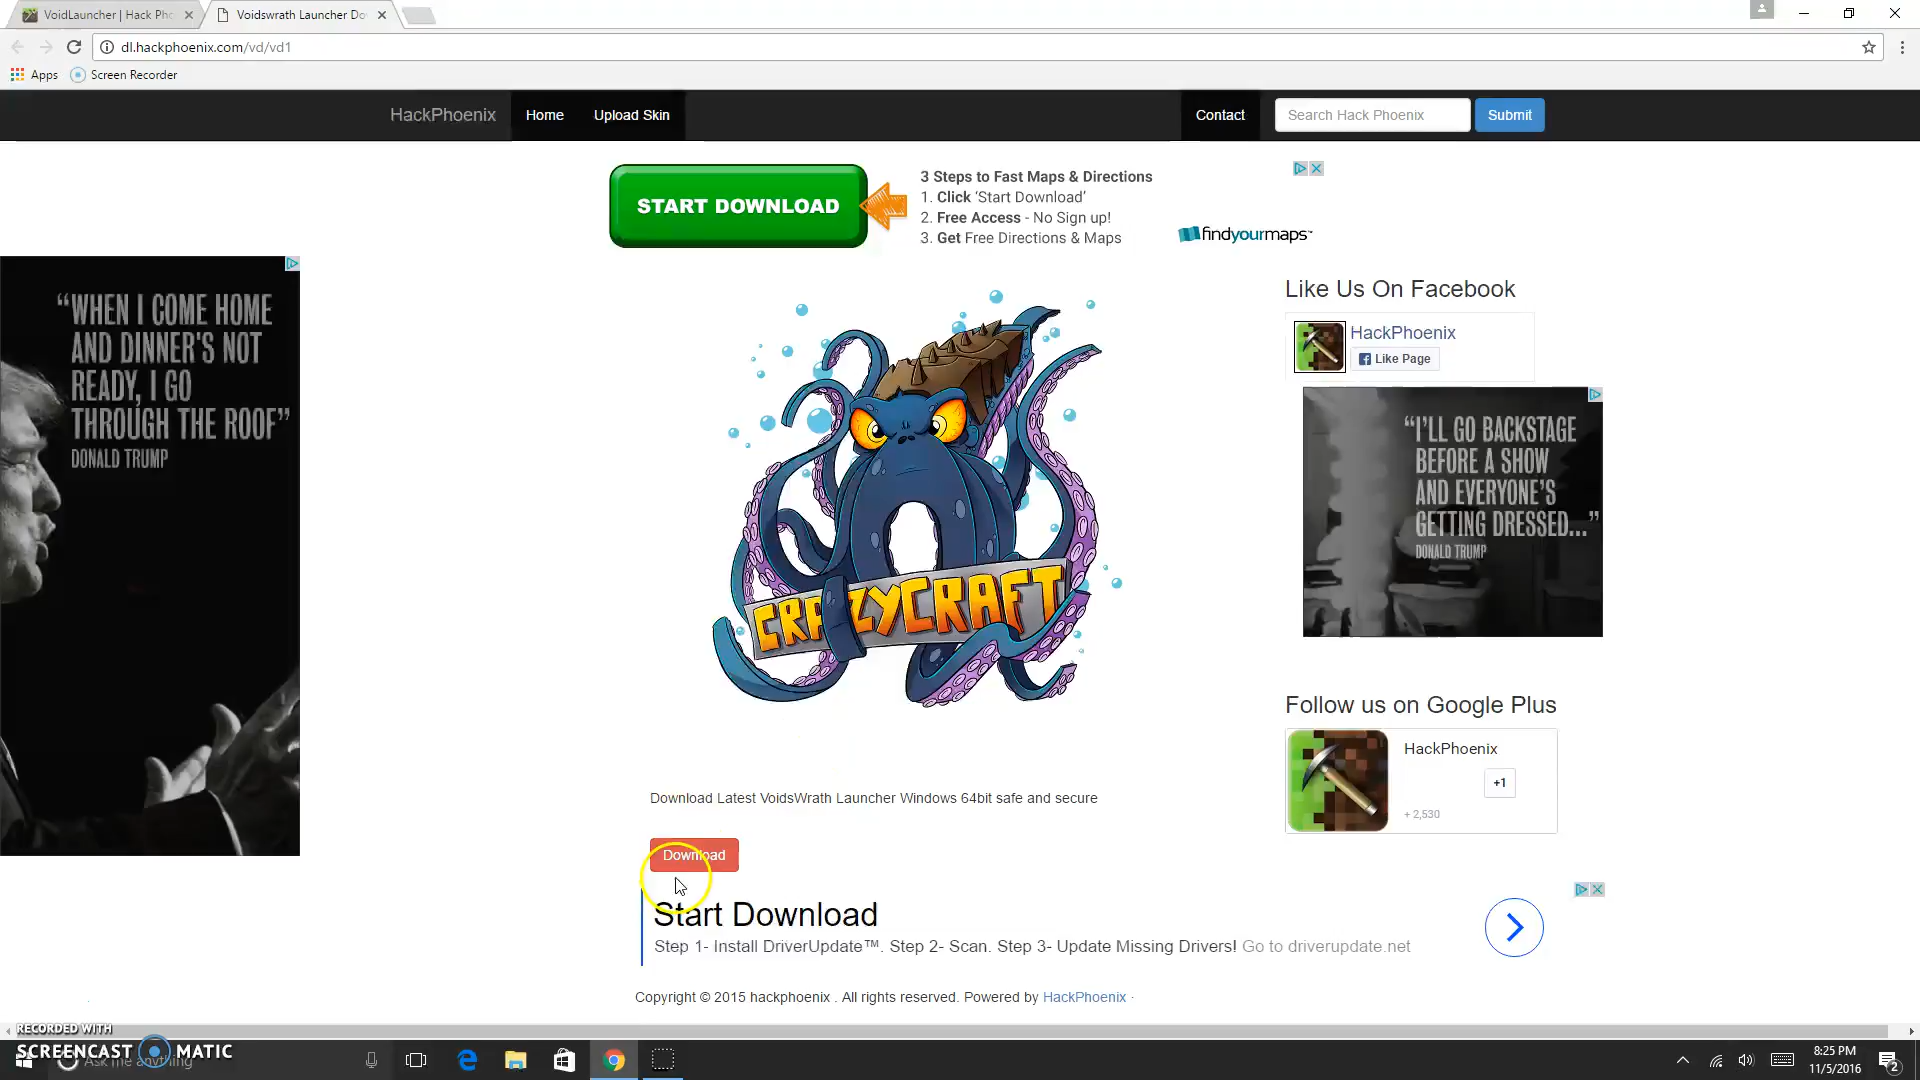 VoidLauncher | Hack Pho
Voidswrath Launcher Do
dl.hackphoenix.com/vd/vd1
Apps
Screen Recorder
HackPhoenix
Home
Upload Skin
Contact
Search Hack Phoenix
Submit
START DOWNLOAD
3 Steps to Fast Maps & Directions
1. Click ‘Start Download’
2. Free Access - No Sign up!
3. Get Free Directions & Maps
findyourmaps™
“WHEN I COME HOME
AND DINNER'S NOT
READY, I GO
THROUGH THE ROOF”
DONALD TRUMP
CRAZYCRAFT
Like Us On Facebook
HackPhoenix
Like Page
“I'LL GO BACKSTAGE
BEFORE A SHOW
AND EVERYONE'S
GETTING DRESSED...”
DONALD TRUMP
Follow us on Google Plus
HackPhoenix
+1
+ 2,530
Download Latest VoidsWrath Launcher Windows 64bit safe and secure
Download
Start Download
Step 1- Install DriverUpdate™. Step 2- Scan. Step 3- Update Missing Drivers! Go to driverupdate.net
Copyright © 2015 hackphoenix . All rights reserved. Powered by HackPhoenix ·
RECORDED WITH
SCREENCAST MATIC
Ask me anything
8:25 PM
11/5/2016
2